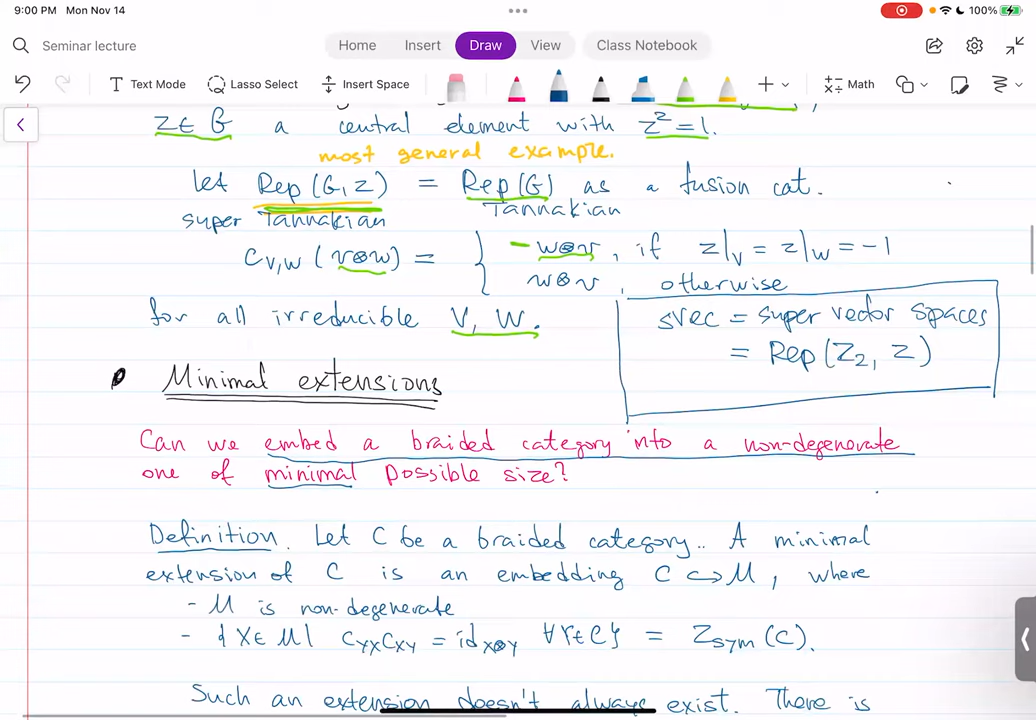 9:00 PM Mon Nov 14
100%
Seminar lecture
Home Insert Draw View Class Notebook
Text Mode Lasso Select Insert Space Math
z ∈ G a central element with z² = 1.
most general example.
let Rep(G, z) = Rep(G) as a fusion cat.
super Tannakian Tannakian
C_{V,W} (v⊗w) = { -w⊗v, if z|_V = z|_W = -1
w⊗v, otherwise
for all irreducible V, W.
svec = super vector spaces
= Rep(Z₂, z)
Minimal extensions
Can we embed a braided category into a non-degenerate
one of minimal possible size?
Definition. Let C be a braided category.. A minimal
extension of C is an embedding C ↪ M, where
- M is non-degenerate
- {X ∈ M | C_{YX} C_{XY} = id_{X⊗Y} ∀Y∈C} = Z_{sym}(C).
Such an extension doesn't always exist. There is